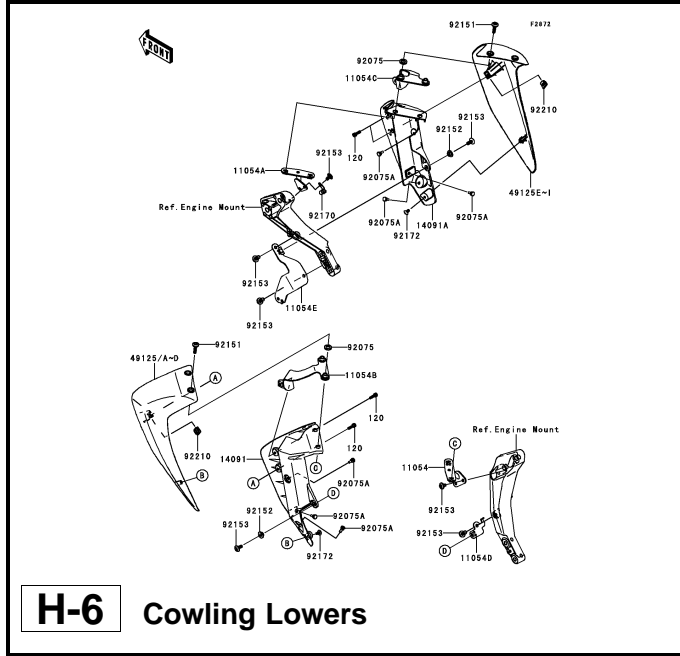 92151
F2872
FRONT
92075
11054C
92210
92153
92152
120
92153
11054A
92075A
49125E~I
Ref.Engine Mount
92170
92075A
92075A
14091A
92172
92153
11054E
92153
92151
92075
49125/A~D
A
11054B
120
Ref.Engine Mount
120
C
92210
14091
11054
C
B
A
92075A
D
92153
92075A
92152
92153
92153
92075A
B
92172
D
11054D
H-6 Cowling Lowers